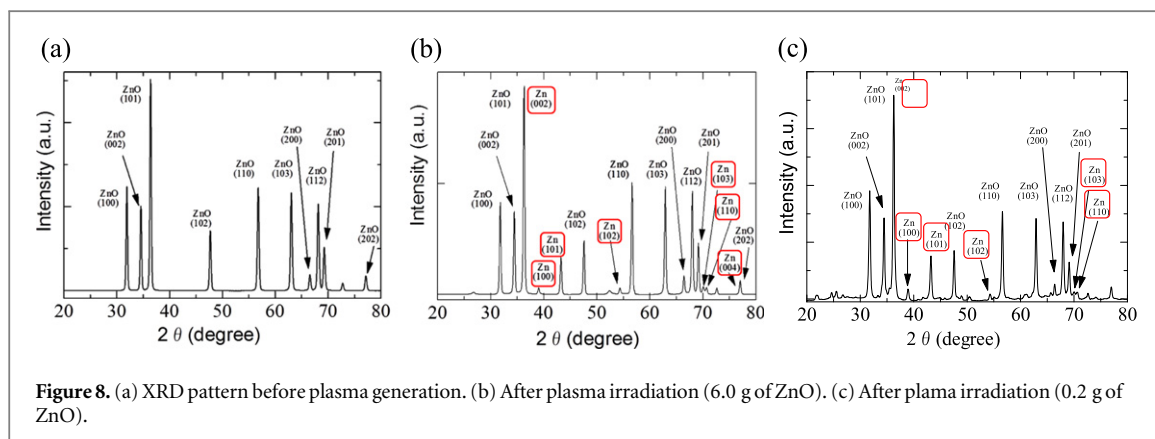 (a)
Intensity (a.u.)
ZnO
(101)
ZnO
(002)
ZnO
(100)
ZnO
(102)
ZnO
(110)
ZnO
(103)
ZnO
(200)
ZnO
(112)
ZnO
(201)
ZnO
(202)
20 30 40 50 60 70 80
2 θ (degree)
(b)
Intensity (a.u.)
ZnO
(101)
Zn
(002)
ZnO
(002)
ZnO
(100)
Zn
(100)
Zn
(101)
ZnO
(102)
Zn
(102)
ZnO
(110)
ZnO
(103)
ZnO
(200)
ZnO
(112)
ZnO
(201)
Zn
(103)
Zn
(110)
Zn
(004)
ZnO
(202)
20 30 40 50 60 70 80
2 θ (degree)
(c)
Intensity (a.u.)
ZnO
(101)
Zn
(002)
ZnO
(002)
ZnO
(100)
Zn
(100)
Zn
(101)
ZnO
(102)
Zn
(102)
ZnO
(110)
ZnO
(103)
ZnO
(200)
ZnO
(112)
ZnO
(201)
Zn
(103)
Zn
(110)
20 30 40 50 60 70 80
2 θ (degree)
Figure 8. (a) XRD pattern before plasma generation. (b) After plasma irradiation (6.0 g of ZnO). (c) After plama irradiation (0.2 g of
ZnO).